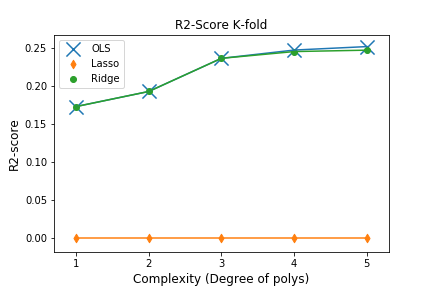 R2-Score K-fold
OLS
Lasso
Ridge
0.25
0.20
0.15
0.10
0.05
0.00
R2-score
1 2 3 4 5
Complexity (Degree of polys)